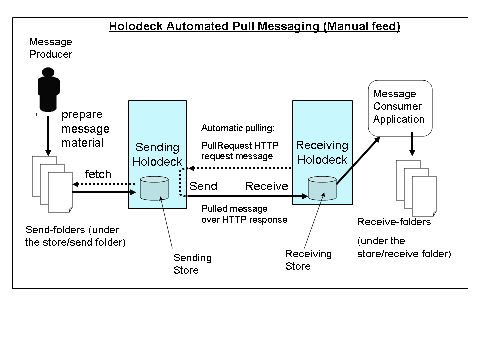 Holodeck Automated Pull Messaging (Manual feed)
Message
Producer
prepare
message
material
fetch
Send-folders (under
the store/send folder)
Sending
Holodeck
Sending
Store
Automatic pulling:
PullRequest HTTP
request message
Send
Receive
Pulled message
over HTTP response
Receiving
Holodeck
Receiving
Store
Message
Consumer
Application
Receive-folders
(under the
store/receive folder)